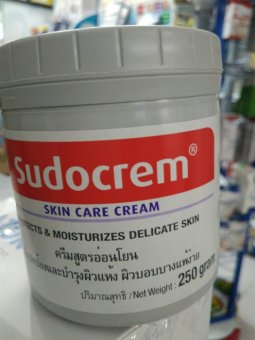 Sudocrem®
SKIN CARE CREAM
& MOISTURIZES DELICATE SKIN
ครีมสูตรอ่อนโยน
และบำรุงผิวแห้ง ผิวบอบบางแพ้ง่าย
ปริมาณสุทธิ / Net Weight : 250 gram